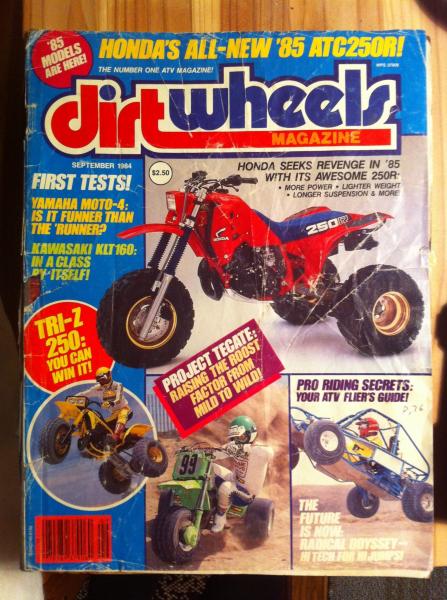 '85
MODELS
ARE HERE!
HONDA'S ALL-NEW '85 ATC250R!
THE NUMBER ONE ATV MAGAZINE!
dirt wheels
MAGAZINE
SEPTEMBER 1984
$2.50
HONDA SEEKS REVENGE IN '85
WITH ITS AWESOME 250R:
• MORE POWER • LIGHTER WEIGHT
• LONGER SUSPENSION & MORE
FIRST TESTS!
YAMAHA MOTO-4:
IS IT FUNNER THAN
THE 'RUNNER?
KAWASAKI KLT160:
IN A CLASS
BY ITSELF!
HONDA
250R
TRI-Z
250:
YOU CAN
WIN IT!
PROJECT TECATE:
RAISING THE ROOST
FACTOR FROM
MILD TO WILD!
PRO RIDING SECRETS:
YOUR ATV FLIER'S GUIDE!
99
THE
FUTURE
IS NOW:
RADICAL ODYSSEY—
HI TECH FOR HI JUMPS!